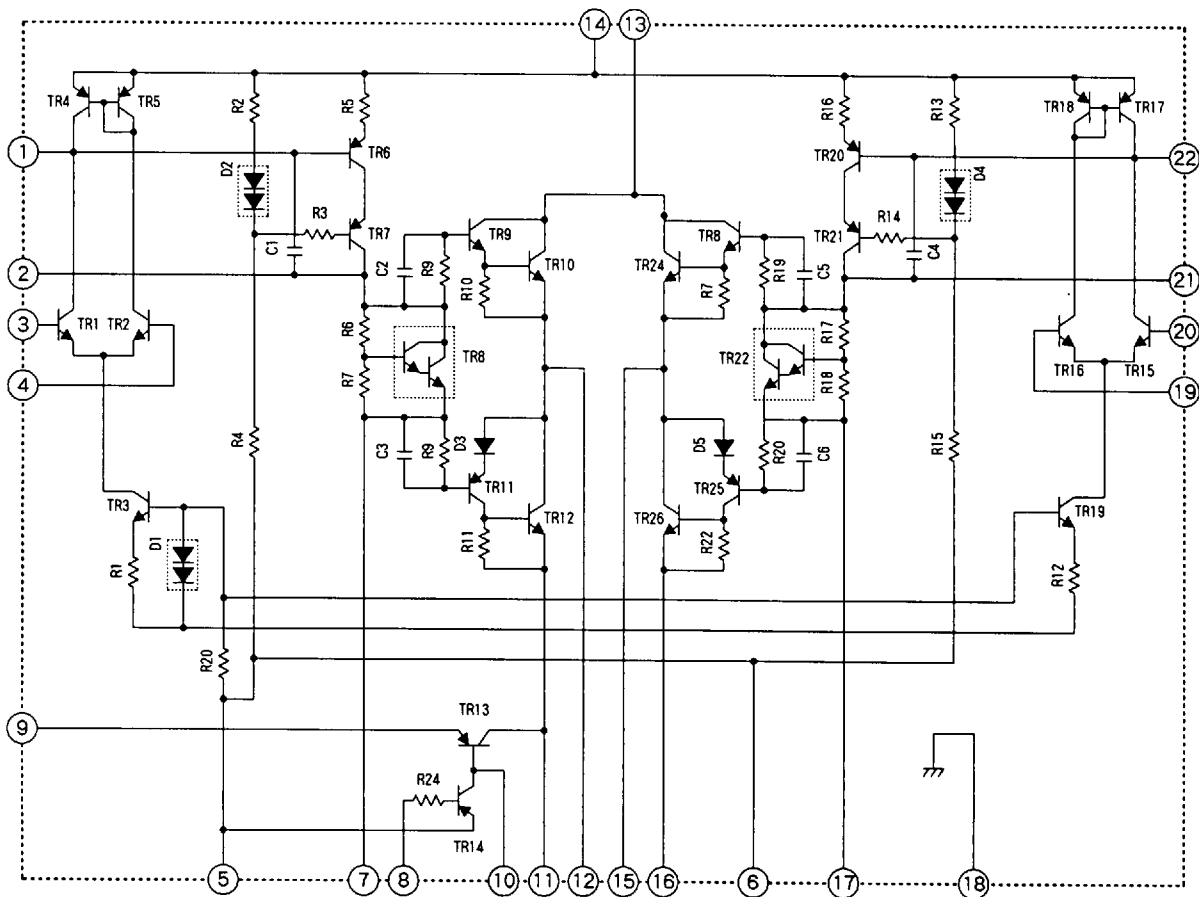 14 13
TR4 TR5 R2 R5 R16 R13 TR18 TR17
1 TR6 TR20 22
D2 D4
R3 TR7 TR9 TR8 TR21 R14
C1 C2 R9 R10 TR10 TR24 R7 R19 C5 C4
2 21
3 TR1 TR2 R6 TR8 TR22 R17 TR16 TR15 20
4 R7 R18 19
R4 C3 R9 D3 D5 R20 C6 R15
TR3 TR11 TR12 TR26 TR25 TR19
R1 D1 R11 R22 R12
R20
9 TR13
R24
TR14
5 7 8 10 11 12 15 16 6 17 18